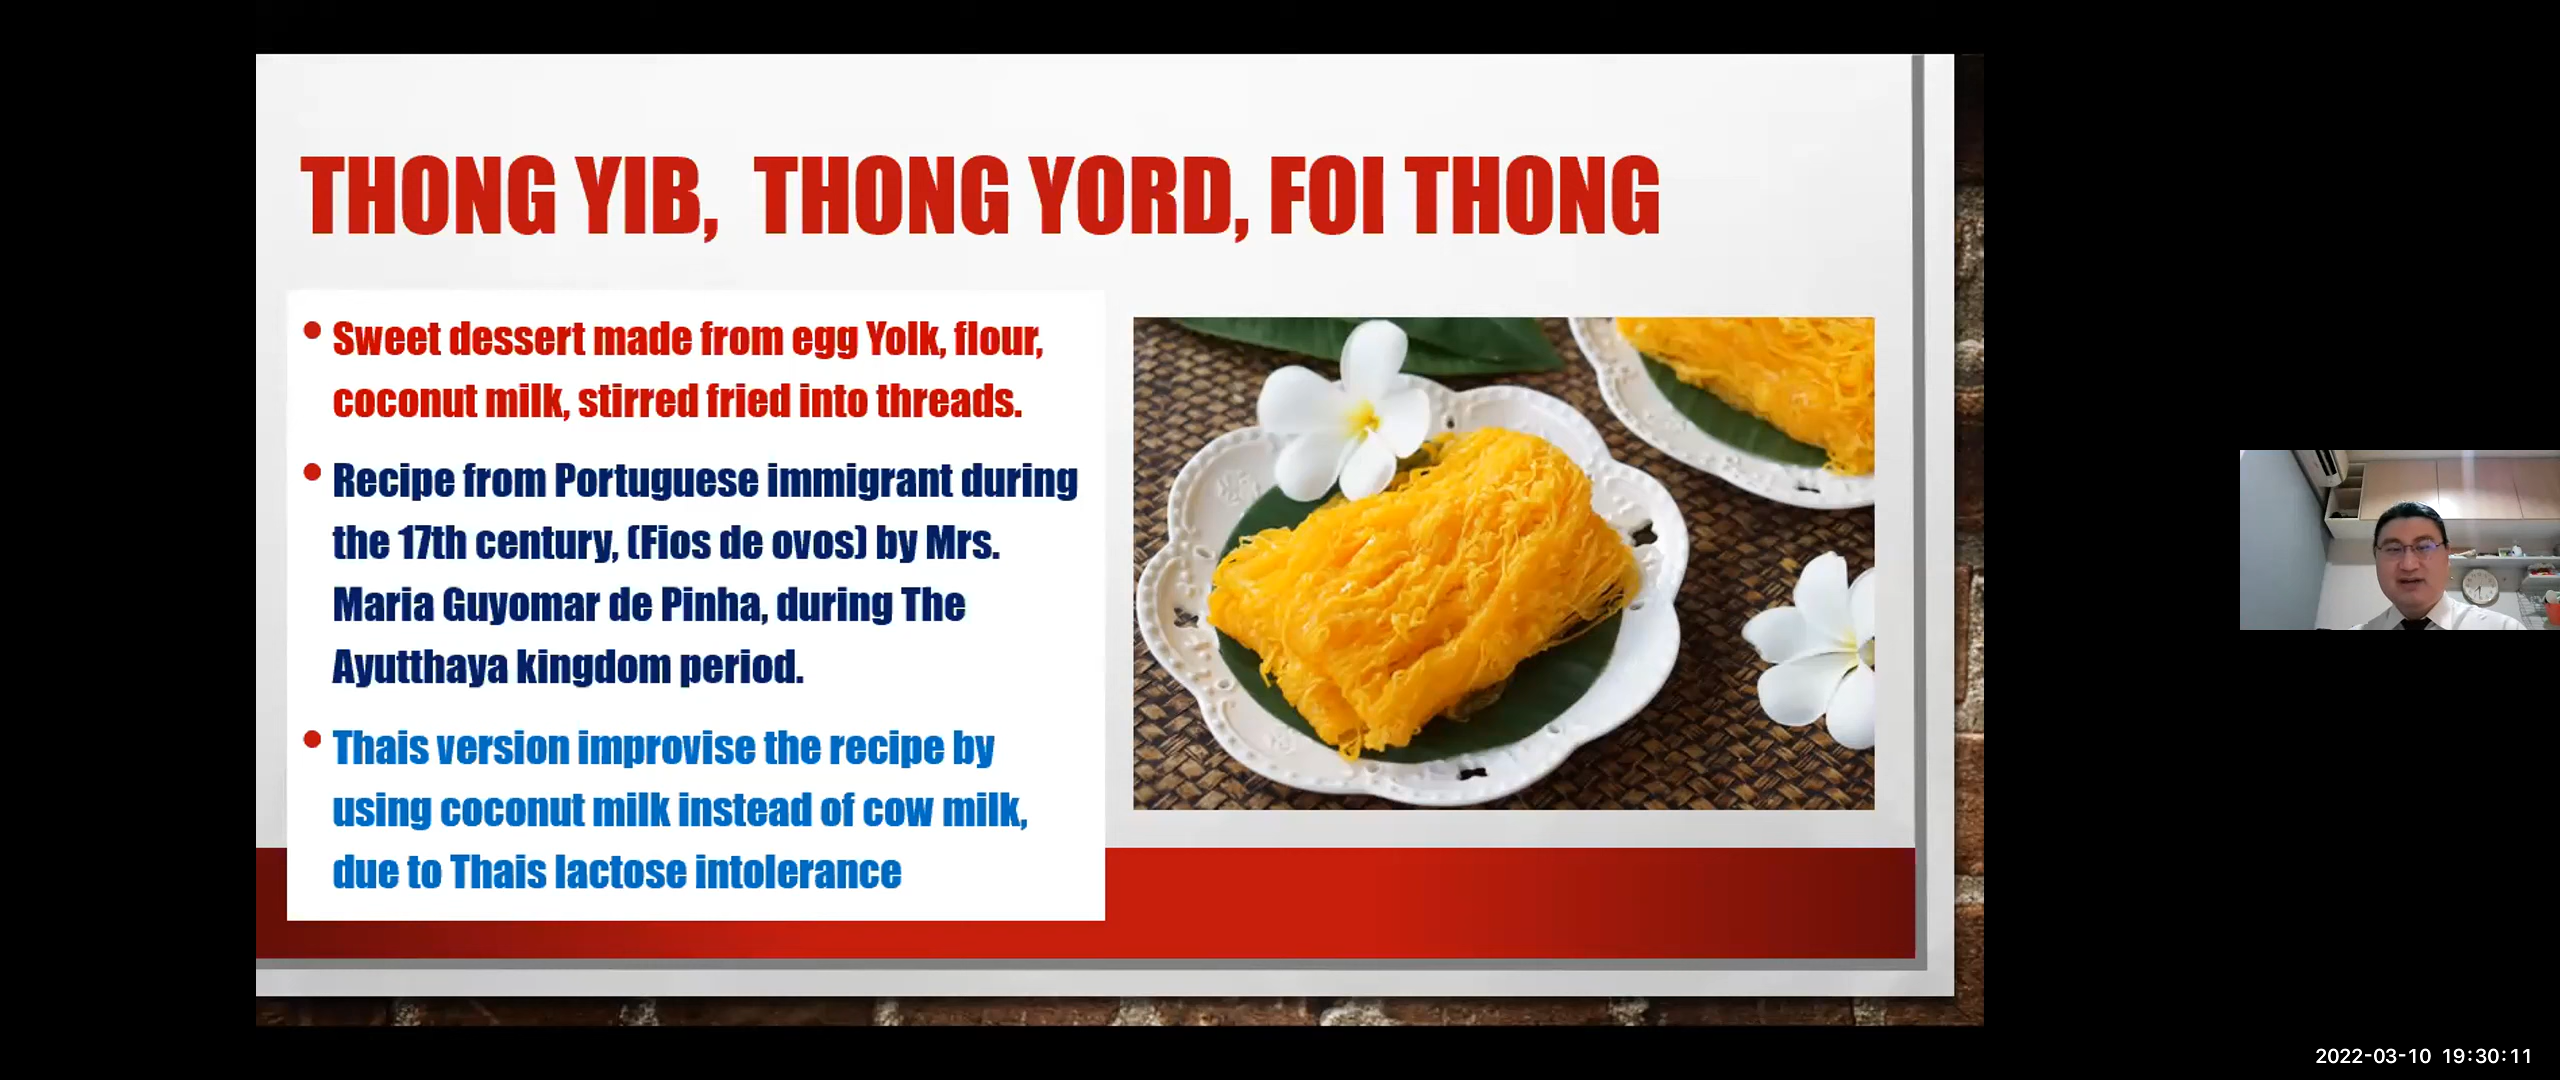 THONG YIB, THONG YORD, FOI THONG
• Sweet dessert made from egg Yolk, flour,
coconut milk, stirred fried into threads.
• Recipe from Portuguese immigrant during
the 17th century, (Fios de ovos) by Mrs.
Maria Guyomar de Pinha, during The
Ayutthaya kingdom period.
• Thais version improvise the recipe by
using coconut milk instead of cow milk,
due to Thais lactose intolerance
2022-03-10 19:30:11